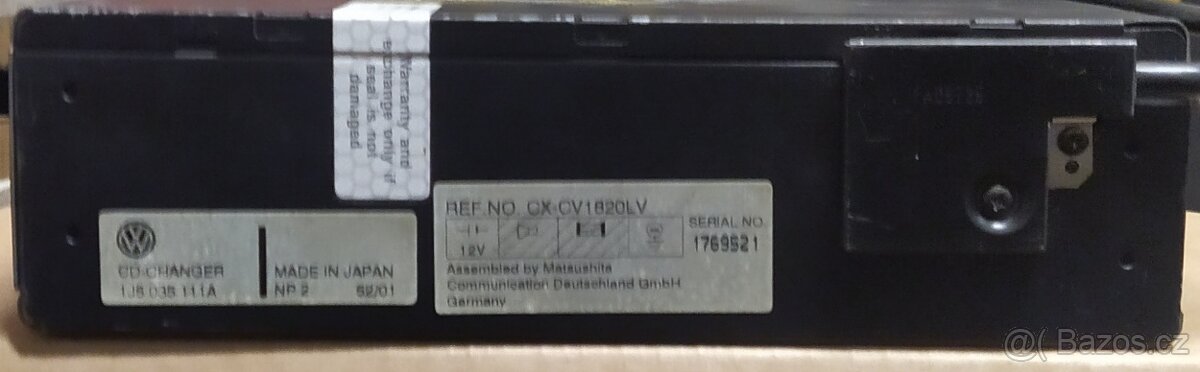 Warranty and
exchange only if
seal is not
damaged
CD-CHANGER
1J6 035 111A
MADE IN JAPAN
NP 2 52/01
REF.NO. CX-CV1820LV
12V
SERIAL NO.
1769521
Assembled by Matsushita
Communication Deutschland GmbH
Germany
@( Bazos.cz